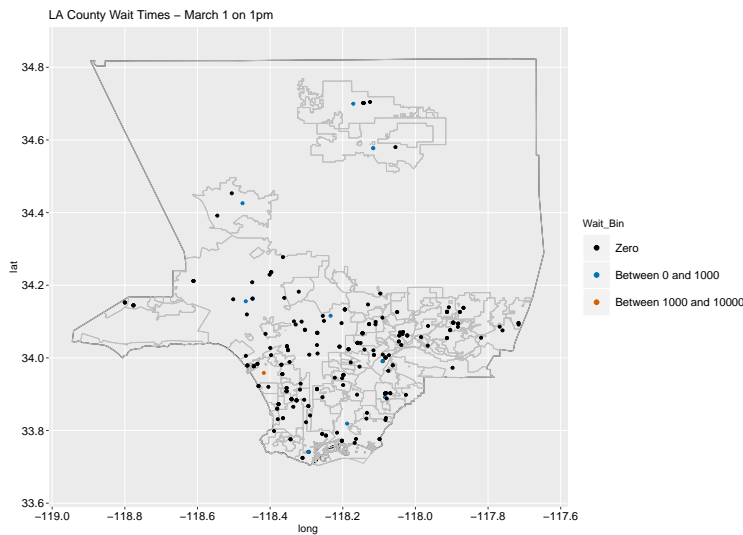 LA County Wait Times − March 1 on 1pm
34.8
34.6
34.4
34.2
34.0
33.8
33.6
lat
−119.0 −118.8 −118.6 −118.4 −118.2 −118.0 −117.8 −117.6
long
Wait_Bin
Zero
Between 0 and 1000
Between 1000 and 10000